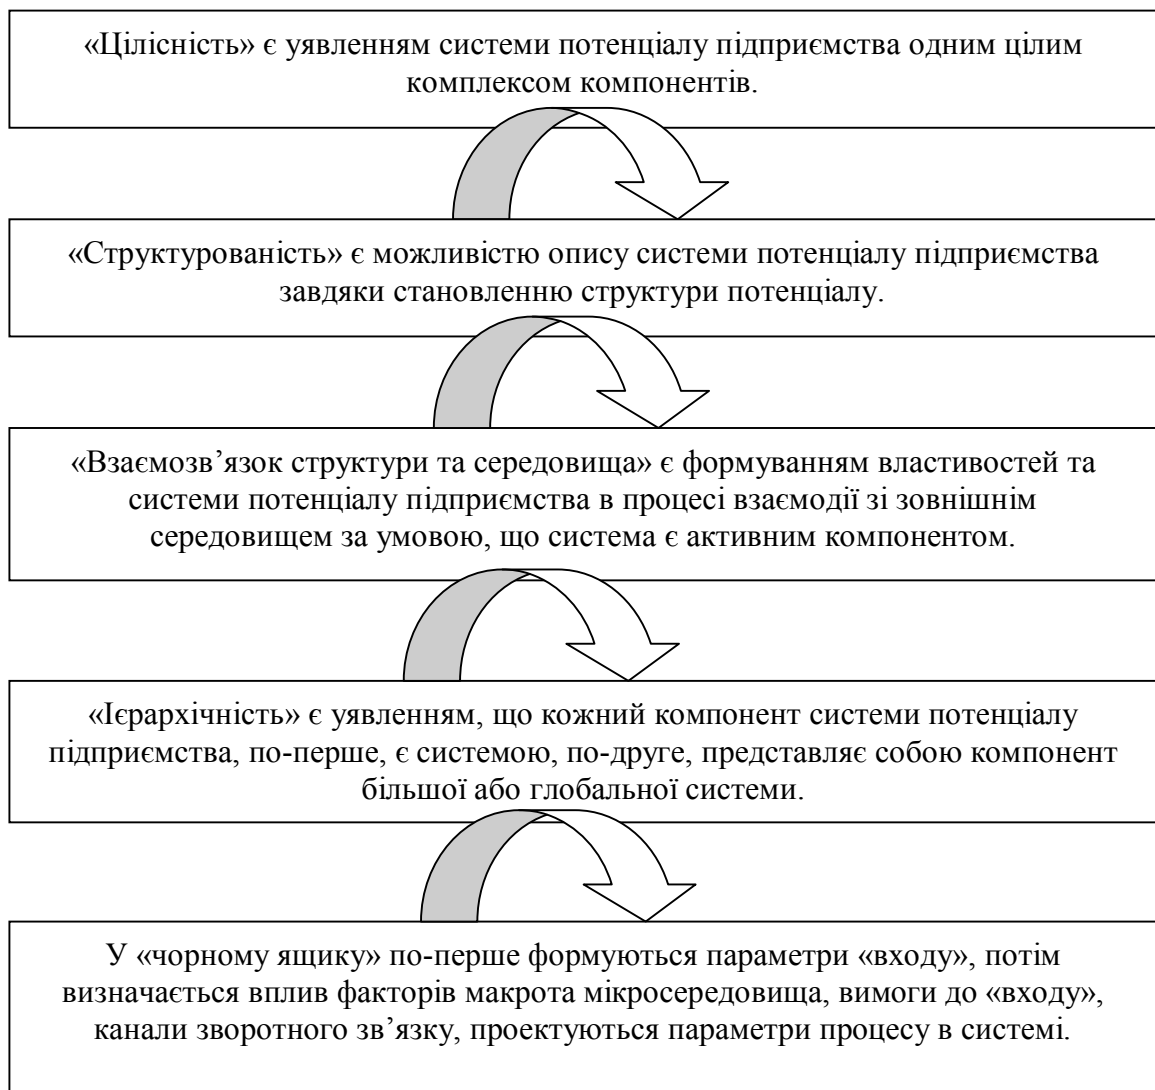 «Цілісність» є уявленням системи потенціалу підприємства одним цілим
комплексом компонентів.
«Структурованість» є можливістю опису системи потенціалу підприємства
завдяки становленню структури потенціалу.
«Взаємозв’язок структури та середовища» є формуванням властивостей та
системи потенціалу підприємства в процесі взаємодії зі зовнішнім
середовищем за умовою, що система є активним компонентом.
«Ієрархічність» є уявленням, що кожний компонент системи потенціалу
підприємства, по-перше, є системою, по-друге, представляє собою компонент
більшої або глобальної системи.
У «чорному ящику» по-перше формуються параметри «входу», потім
визначається вплив факторів макрота мікросередовища, вимоги до «входу»,
канали зворотного зв’язку, проектуються параметри процесу в системі.